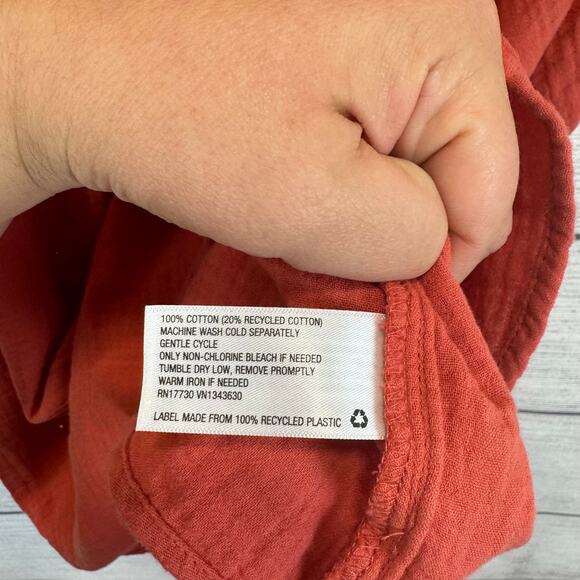 100% COTTON (20% RECYCLED COTTON)
MACHINE WASH COLD SEPARATELY
GENTLE CYCLE
ONLY NON-CHLORINE BLEACH IF NEEDED
TUMBLE DRY LOW, REMOVE PROMPTLY
WARM IRON IF NEEDED
RN17730 VN1343630
LABEL MADE FROM 100% RECYCLED PLASTIC